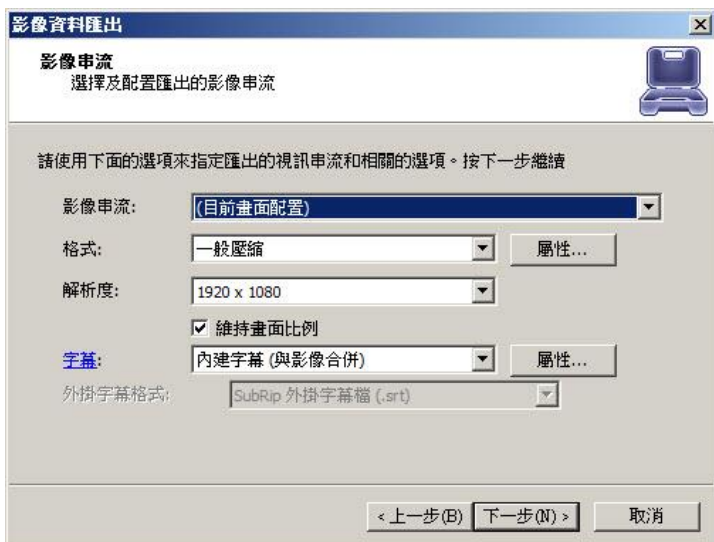 影像資料匯出
影像串流
選擇及配置匯出的影像串流
請使用下面的選項來指定匯出的視訊串流和相關的選項。按下一步繼續
影像串流: (目前畫面配置)
格式: 一般壓縮 屬性...
解析度: 1920 x 1080
維持畫面比例
字幕: 內建字幕 (與影像合併) 屬性...
外掛字幕格式: SubRip 外掛字幕檔 (.srt)
< 上一步(B) 下一步(N) > 取消